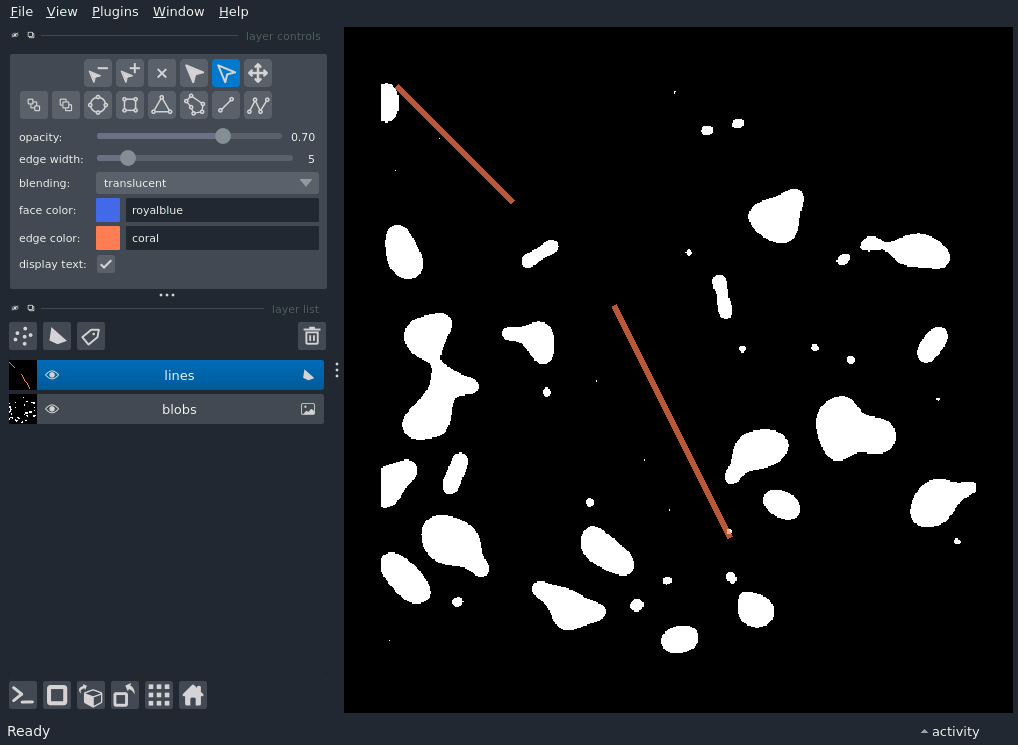 File View Plugins Window Help
layer controls
opacity: 0.70
edge width: 5
blending: translucent
face color: royalblue
edge color: coral
display text:
layer list
lines
blobs
Ready activity